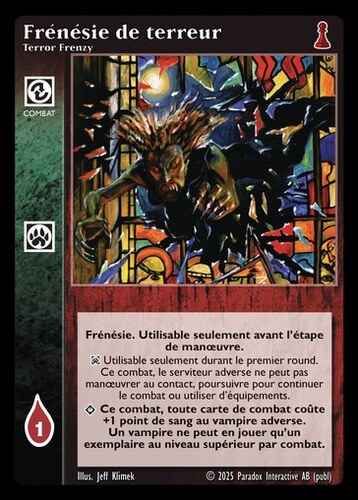 Frénésie de terreur
Terror Frenzy
COMBAT
Frénésie. Utilisable seulement avant l'étape
de manœuvre.
Utilisable seulement durant le premier round.
Ce combat, le serviteur adverse ne peut pas
manœuvrer au contact, poursuivre pour continuer
le combat ou utiliser d'équipements.
Ce combat, toute carte de combat coûte
+1 point de sang au vampire adverse.
Un vampire ne peut en jouer qu'un
exemplaire au niveau supérieur par combat.
1
Illus. Jeff Klimek © 2025 Paradox Interactive AB (publ)